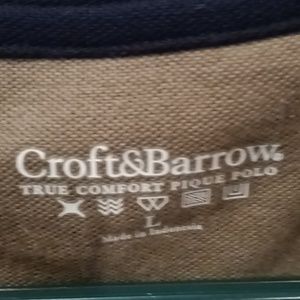 Croft&Barrow®
TRUE COMFORT PIQUE POLO
L
Made in Indonesia